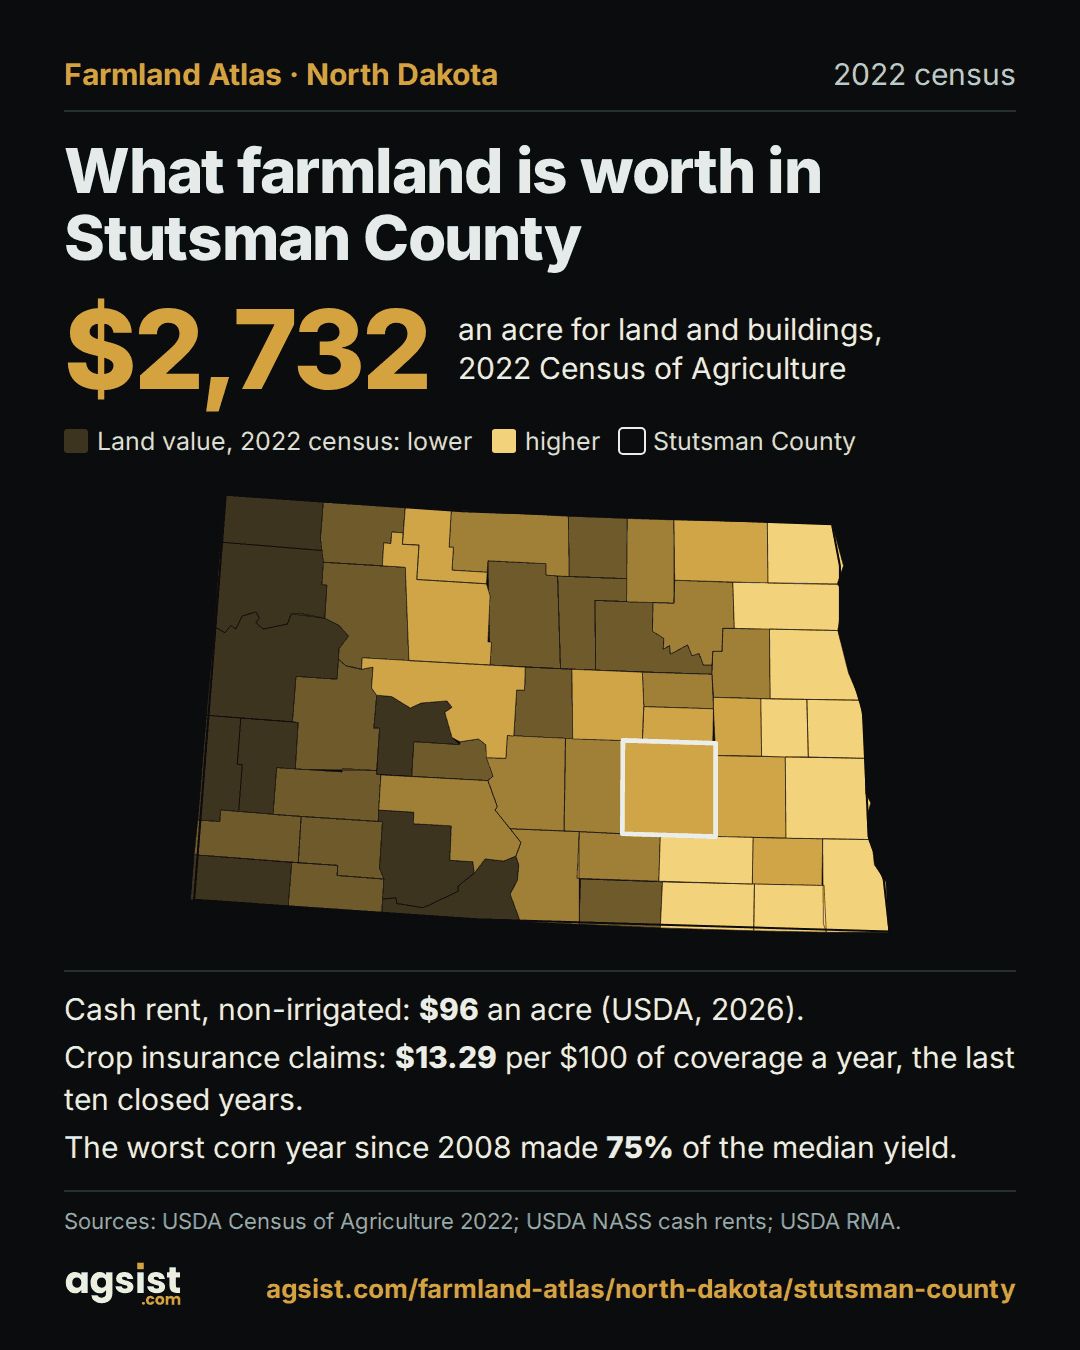 Farmland Atlas · North Dakota
2022 census
What farmland is worth in
Stutsman County
$2,732
an acre for land and buildings,
2022 Census of Agriculture
Land value, 2022 census: lower
higher
Stutsman County
Cash rent, non-irrigated: $96 an acre (USDA, 2026).
Crop insurance claims: $13.29 per $100 of coverage a year, the last
ten closed years.
The worst corn year since 2008 made 75% of the median yield.
Sources: USDA Census of Agriculture 2022; USDA NASS cash rents; USDA RMA.
agsist
.com
agsist.com/farmland-atlas/north-dakota/stutsman-county